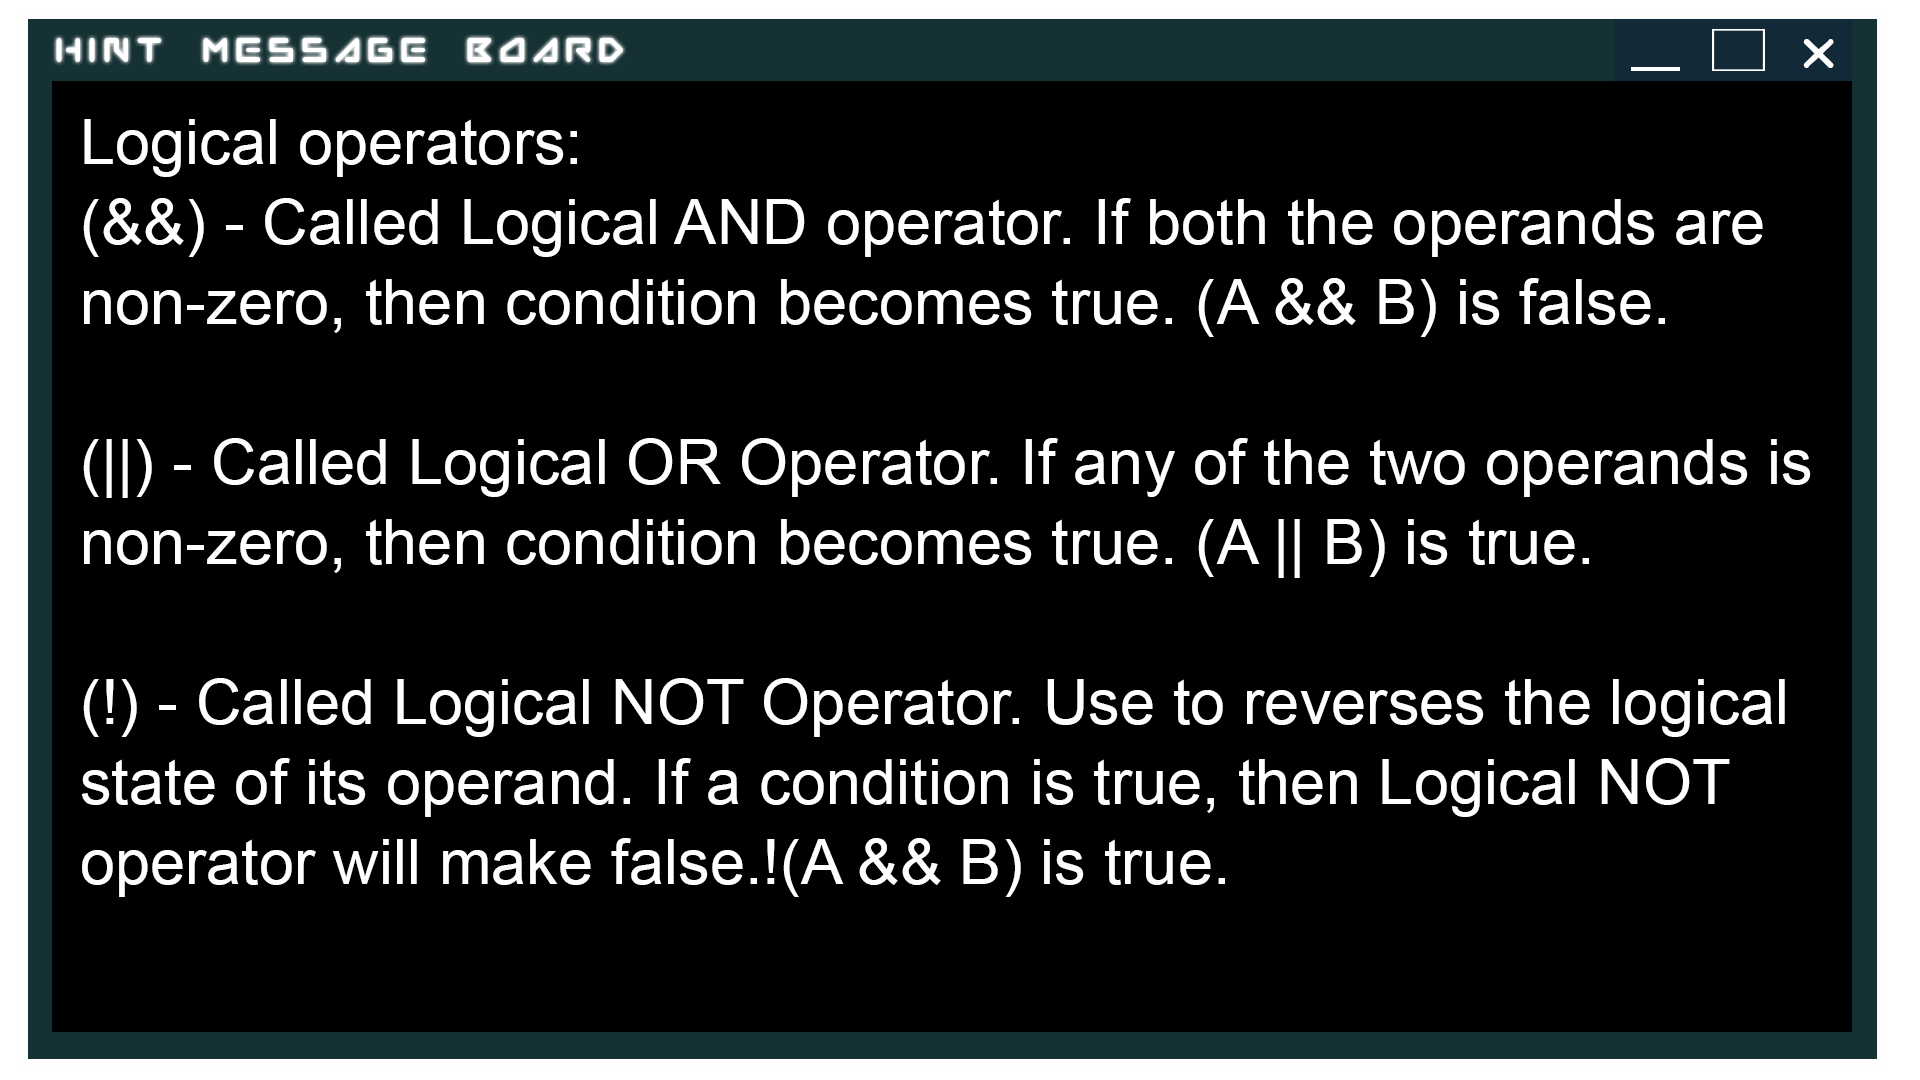 HINT MESSAGE BOARD
Logical operators:
(&&) - Called Logical AND operator. If both the operands are
non-zero, then condition becomes true. (A && B) is false.
(||) - Called Logical OR Operator. If any of the two operands is
non-zero, then condition becomes true. (A || B) is true.
(!) - Called Logical NOT Operator. Use to reverses the logical
state of its operand. If a condition is true, then Logical NOT
operator will make false.!(A && B) is true.